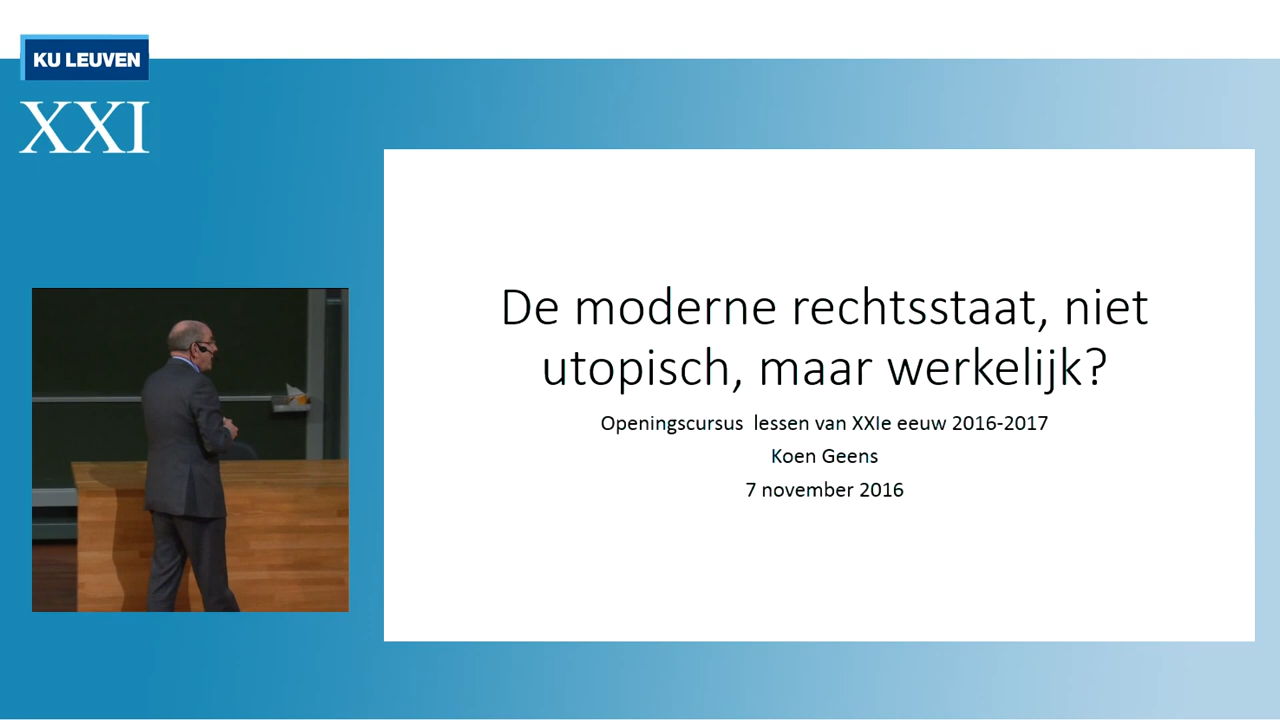 KU LEUVEN
XXI
De moderne rechtsstaat, niet
utopisch, maar werkelijk?
Openingscursus  lessen van XXIe eeuw 2016-2017
Koen Geens
7 november 2016